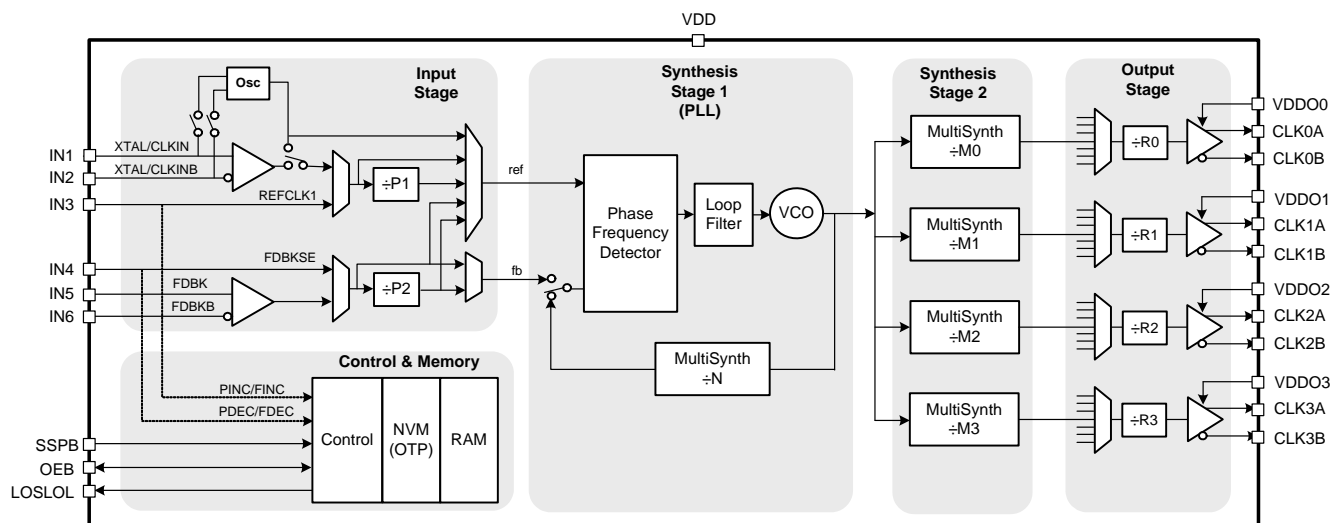 VDD
Input
Stage
Osc
IN1
XTAL/CLKIN
IN2
XTAL/CLKINB
IN3
REFCLK1
÷P1
IN4
FDBKSE
IN5
FDBK
IN6
FDBKB
÷P2
ref
fb
Synthesis
Stage 1
(PLL)
Phase
Frequency
Detector
Loop
Filter
VCO
MultiSynth
÷N
Synthesis
Stage 2
MultiSynth
÷M0
MultiSynth
÷M1
MultiSynth
÷M2
MultiSynth
÷M3
Output
Stage
÷R0
÷R1
÷R2
÷R3
VDDO0
CLK0A
CLK0B
VDDO1
CLK1A
CLK1B
VDDO2
CLK2A
CLK2B
VDDO3
CLK3A
CLK3B
Control & Memory
PINC/FINC
PDEC/FDEC
Control
NVM
(OTP)
RAM
SSPB
OEB
LOSLOL